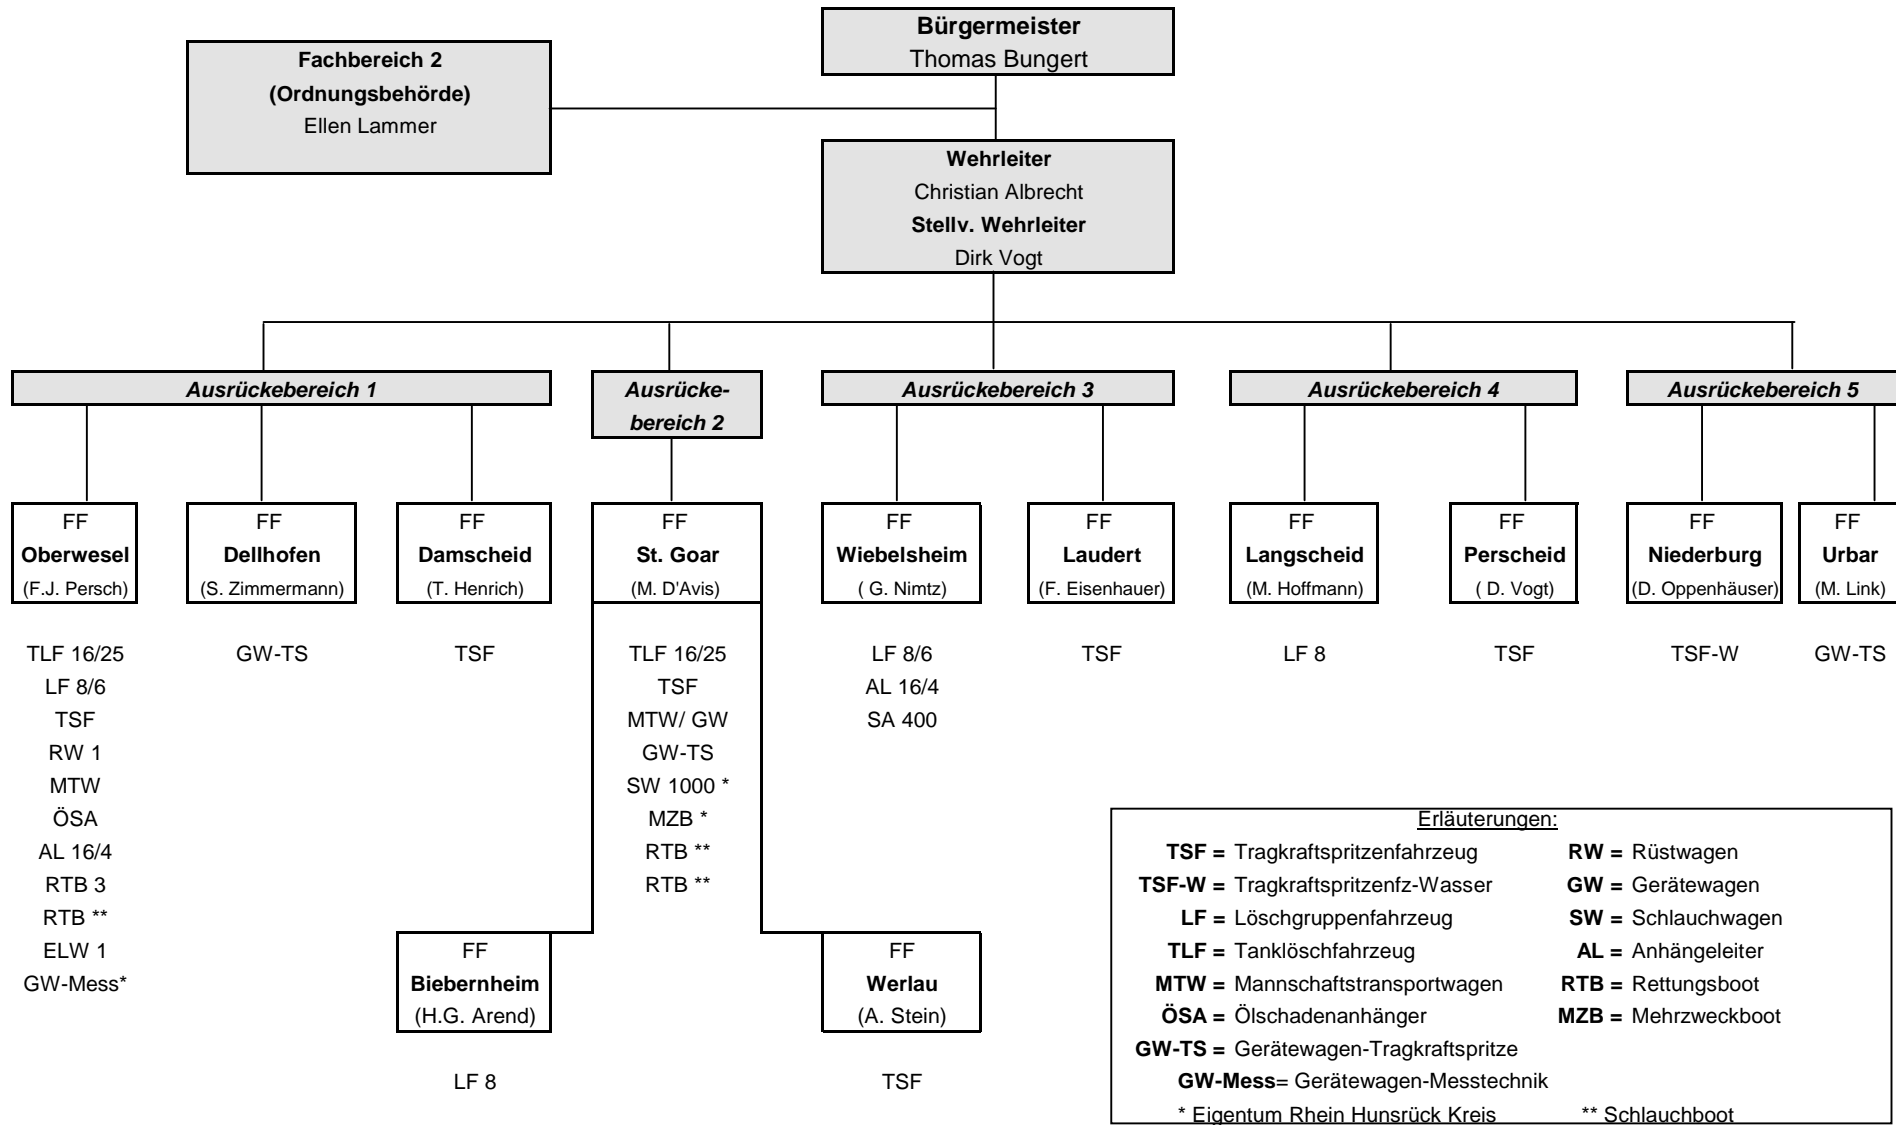 Bürgermeister
Thomas Bungert
Fachbereich 2
(Ordnungsbehörde)
Ellen Lammer
Wehrleiter
Christian Albrecht
Stellv. Wehrleiter
Dirk Vogt
Ausrückebereich 1
Ausrücke-
bereich 2
Ausrückebereich 3
Ausrückebereich 4
Ausrückebereich 5
FF
Oberwesel
(F.J. Persch)
FF
Dellhofen
(S. Zimmermann)
FF
Damscheid
(T. Henrich)
FF
St. Goar
(M. D'Avis)
FF
Wiebelsheim
( G. Nimtz)
FF
Laudert
(F. Eisenhauer)
FF
Langscheid
(M. Hoffmann)
FF
Perscheid
( D. Vogt)
FF
Niederburg
(D. Oppenhäuser)
FF
Urbar
(M. Link)
TLF 16/25
LF 8/6
TSF
RW 1
MTW
ÖSA
AL 16/4
RTB 3
RTB **
ELW 1
GW-Mess*
GW-TS
TSF
TLF 16/25
TSF
MTW/ GW
GW-TS
SW 1000 *
MZB *
RTB **
RTB **
LF 8/6
AL 16/4
SA 400
TSF
LF 8
TSF
TSF-W
GW-TS
FF
Biebernheim
(H.G. Arend)
LF 8
FF
Werlau
(A. Stein)
TSF
Erläuterungen:
TSF = Tragkraftspritzenfahrzeug
TSF-W = Tragkraftspritzenfz-Wasser
LF = Löschgruppenfahrzeug
TLF = Tanklöschfahrzeug
MTW = Mannschaftstransportwagen
ÖSA = Ölschadenanhänger
GW-TS = Gerätewagen-Tragkraftspritze
GW-Mess= Gerätewagen-Messtechnik
RW = Rüstwagen
GW = Gerätewagen
SW = Schlauchwagen
AL = Anhängeleiter
RTB = Rettungsboot
MZB = Mehrzweckboot
* Eigentum Rhein Hunsrück Kreis
** Schlauchboot